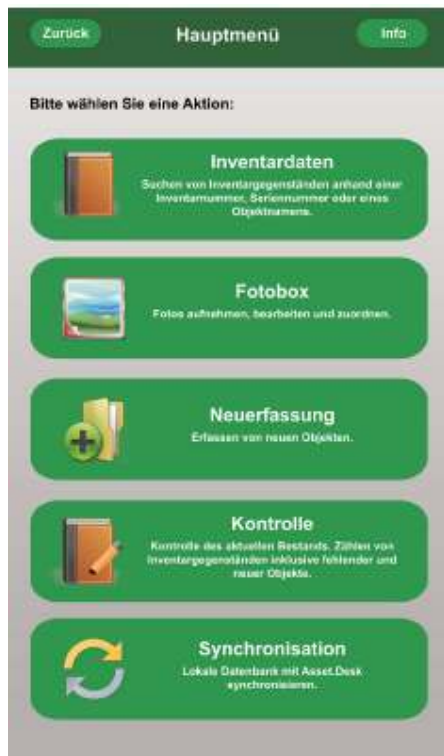 Zurück
Hauptmenü
Info
Bitte wählen Sie eine Aktion:
Inventardaten
Suchen von Inventargegenständen anhand einer
Inventarnummer, Seriennummer oder eines
Objektnamens.
Fotobox
Fotos aufnehmen, bearbeiten und zuordnen.
Neuerfassung
Erfassen von neuen Objekten.
Kontrolle
Kontrolle des aktuellen Bestands. Zählen von
Inventargegenständen inklusive fehlender und
neuer Objekte.
Synchronisation
Lokale Datenbank mit Asset.Desk
synchronisieren.